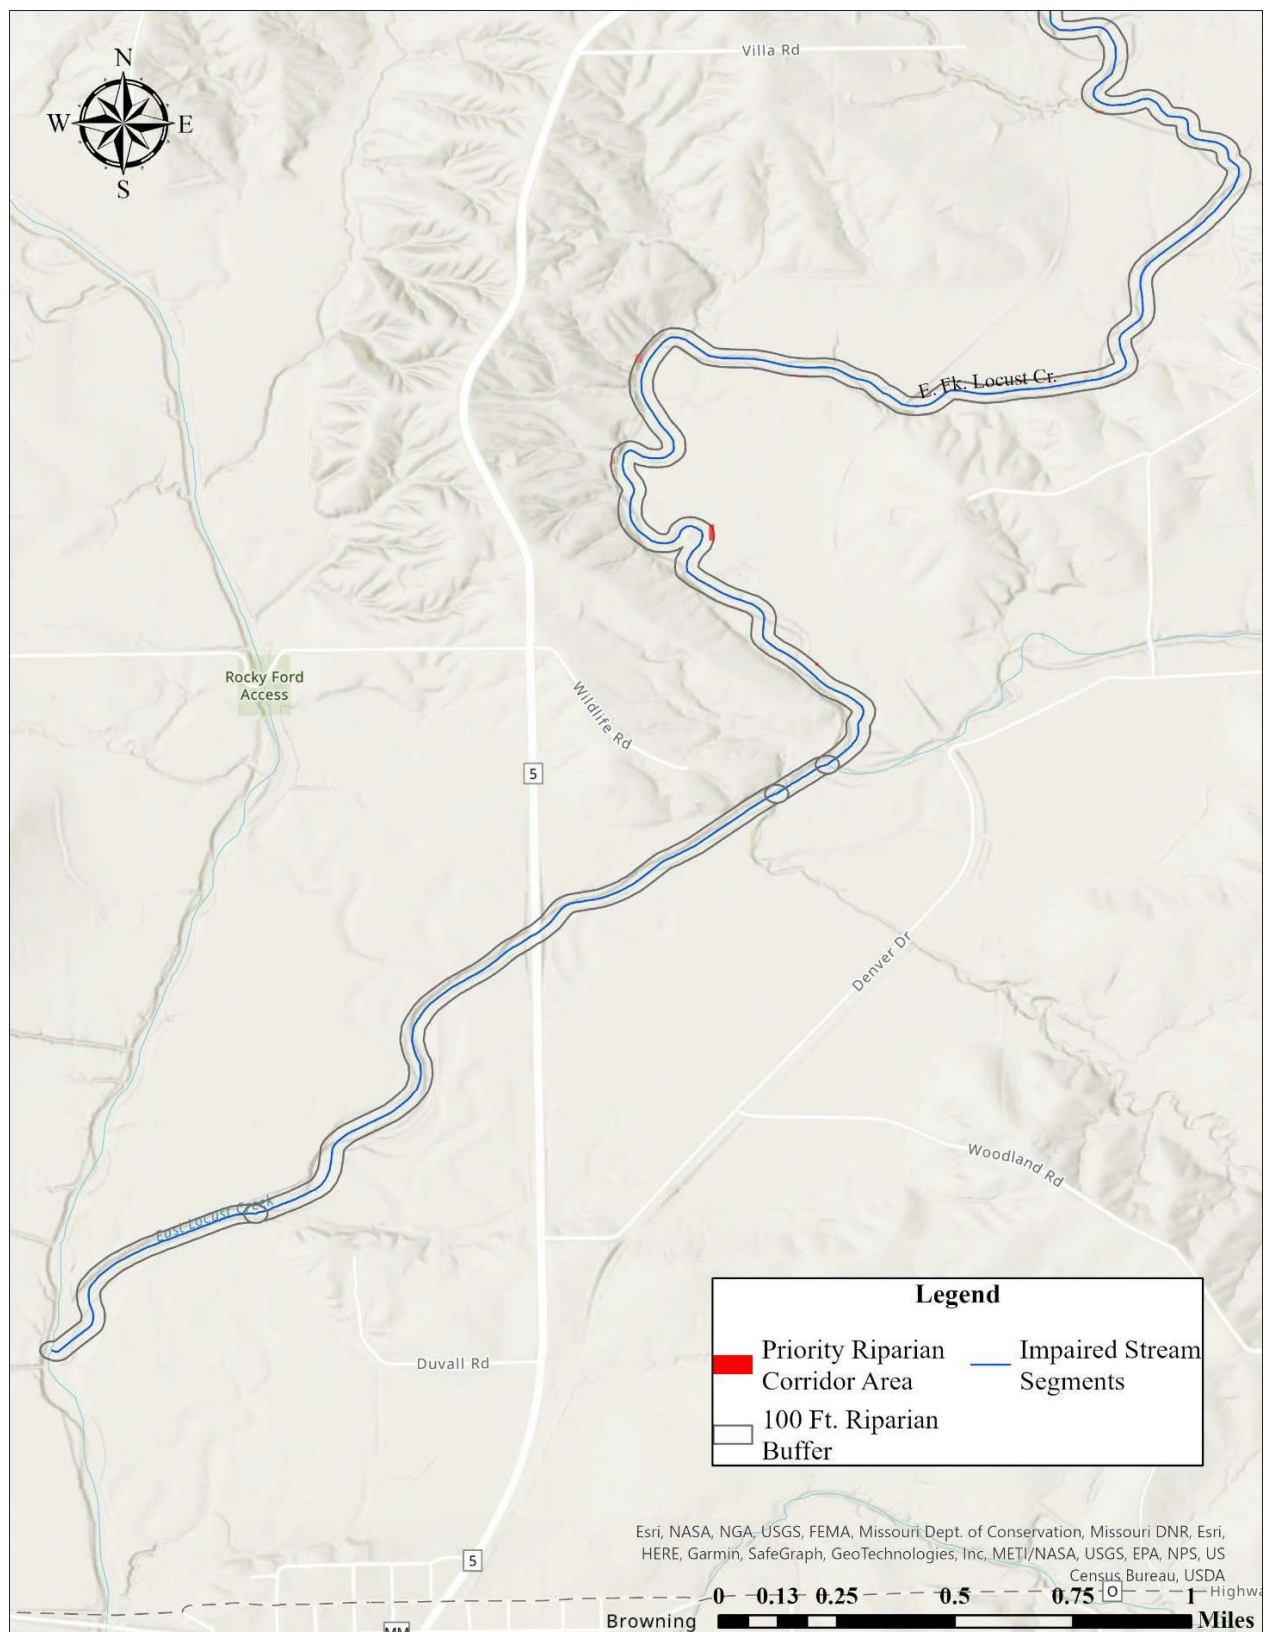 N
Villa Rd
W
E
S
E. Fk. Locust Cr.
Rocky Ford
Access
Wildlife Rd
5
Denver Dr
Woodland Rd
East Locust Creek
Duvall Rd
Legend
Priority Riparian
Corridor Area
Impaired Stream
Segments
100 Ft. Riparian
Buffer
Esri, NASA, NGA, USGS, FEMA, Missouri Dept. of Conservation, Missouri DNR, Esri,
HERE, Garmin, SafeGraph, GeoTechnologies, Inc, METI/NASA, USGS, EPA, NPS, US
Census Bureau, USDA
5
O
Highwa
0 0.13 0.25 0.5 0.75 1
Browning
Miles
MM